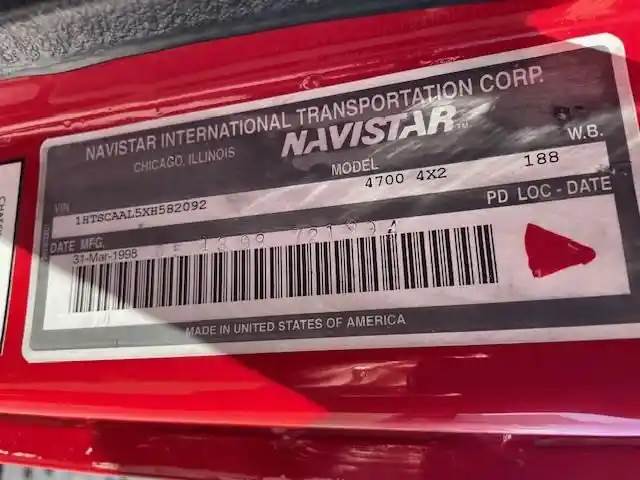 NAVISTAR INTERNATIONAL TRANSPORTATION CORP.
CHICAGO, ILLINOIS
NAVISTAR
VIN
MODEL
W.B.
1HTSCAAL5XH582092
4700 4X2
188
DATE MFG.
PD LOC - DATE
31-Mar-1998
MADE IN UNITED STATES OF AMERICA